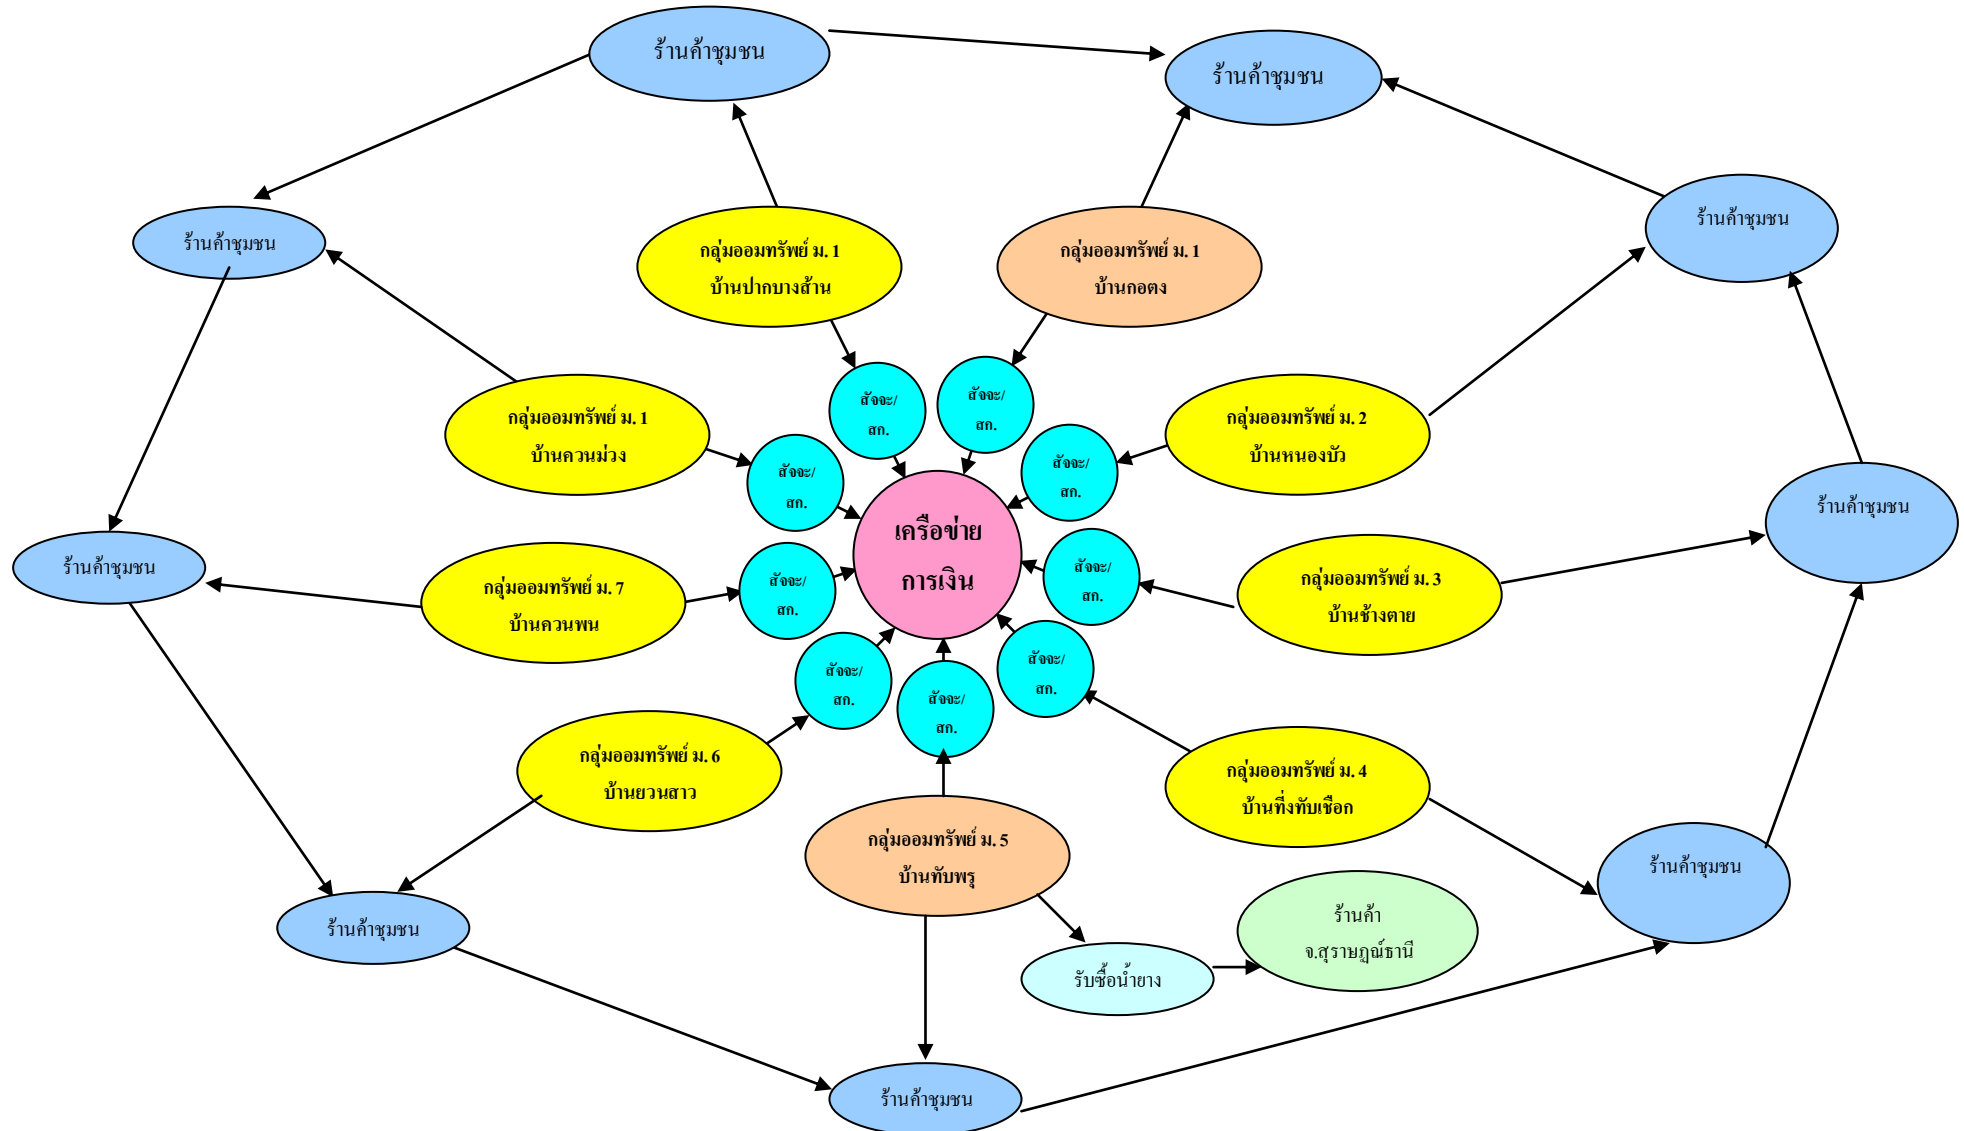 ร้านค้าชุมชน
ร้านค้าชุมชน
ร้านค้าชุมชน
ร้านค้าชุมชน
กลุ่มออมทรัพย์ ม. 1
บ้านปากบางส้าน
กลุ่มออมทรัพย์ ม. 1
บ้านกอตง
สัจจะ/
สก.
สัจจะ/
สก.
กลุ่มออมทรัพย์ ม. 1
บ้านควนม่วง
กลุ่มออมทรัพย์ ม. 2
บ้านหนองบัว
สัจจะ/
สก.
สัจจะ/
สก.
เครือข่าย
การเงิน
ร้านค้าชุมชน
ร้านค้าชุมชน
กลุ่มออมทรัพย์ ม. 7
บ้านควนพน
สัจจะ/
สก.
สัจจะ/
สก.
กลุ่มออมทรัพย์ ม. 3
บ้านช้างตาย
สัจจะ/
สก.
สัจจะ/
สก.
สัจจะ/
สก.
กลุ่มออมทรัพย์ ม. 6
บ้านยวนสาว
กลุ่มออมทรัพย์ ม. 4
บ้านที่งทับเชือก
กลุ่มออมทรัพย์ ม. 5
บ้านทับพรุ
ร้านค้าชุมชน
ร้านค้าชุมชน
ร้านค้า
จ.สุราษฏณ์ธานี
รับซื้อน้ำยาง
ร้านค้าชุมชน